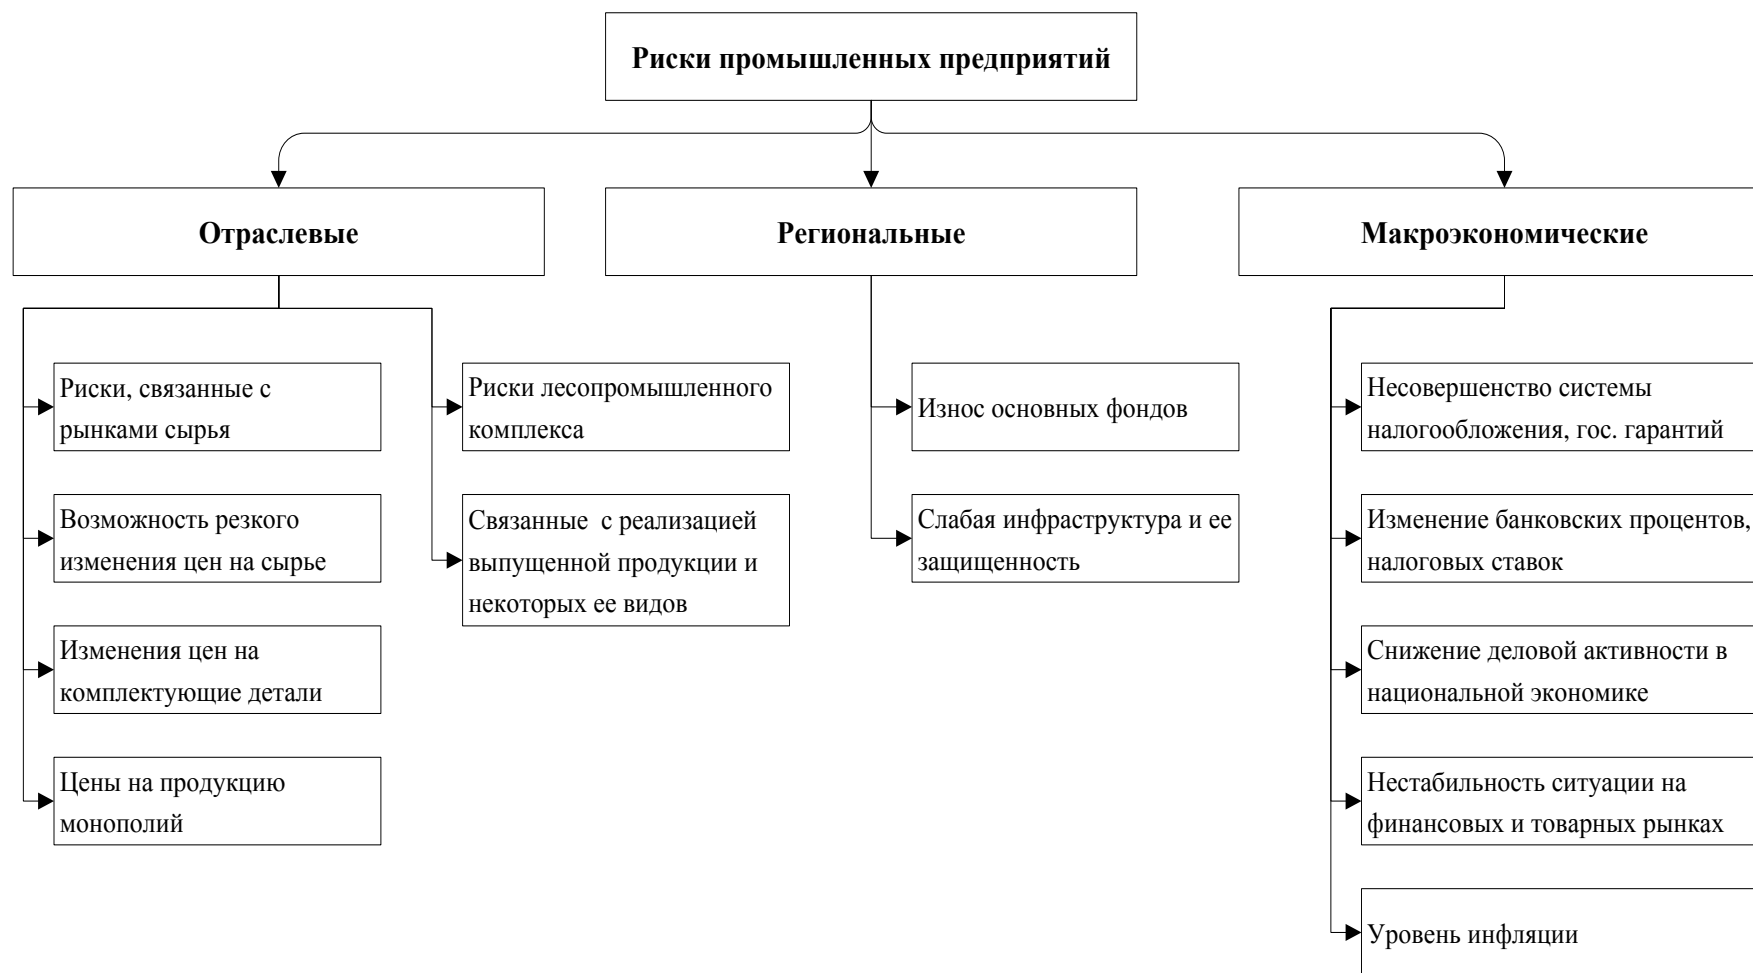 Риски промышленных предприятий
Отраслевые
Региональные
Макроэкономические
Риски, связанные с
рынками сырья
Возможность резкого
изменения цен на сырье
Изменения цен на
комплектующие детали
Цены на продукцию
монополий
Риски лесопромышленного
комплекса
Связанные с реализацией
выпущенной продукции и
некоторых ее видов
Износ основных фондов
Слабая инфраструктура и ее
защищенность
Несовершенство системы
налогообложения, гос. гарантий
Изменение банковских процентов,
налоговых ставок
Снижение деловой активности в
национальной экономике
Нестабильность ситуации на
финансовых и товарных рынках
Уровень инфляции